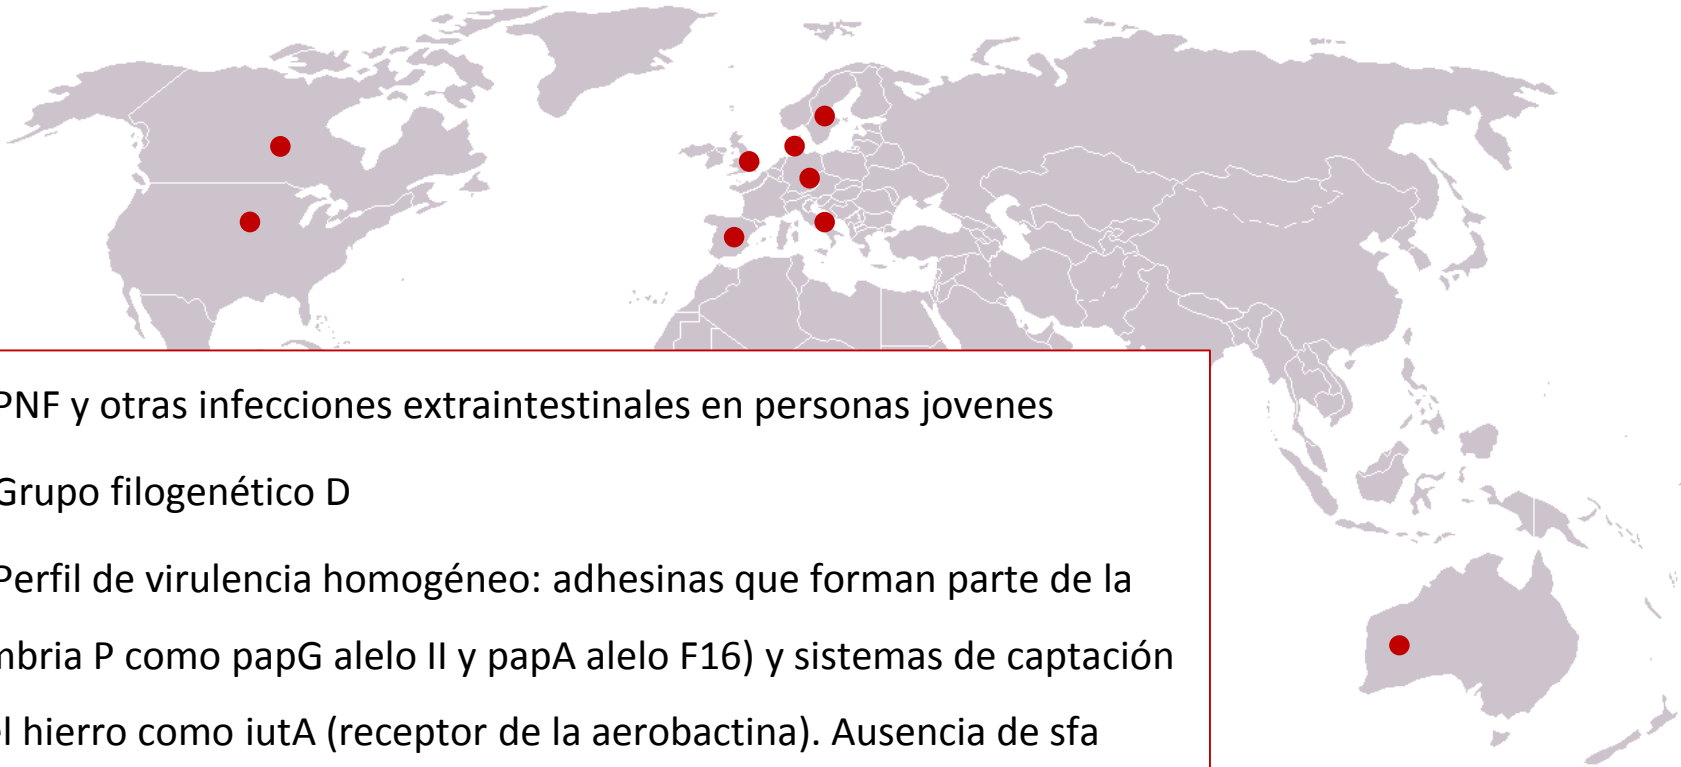 PNF y otras infecciones extraintestinales en personas jovenes
Grupo filogenético D
Perfil de virulencia homogéneo: adhesinas que forman parte de la
mbria P como papG alelo II y papA alelo F16) y sistemas de captación
el hierro como iutA (receptor de la aerobactina). Ausencia de sfa